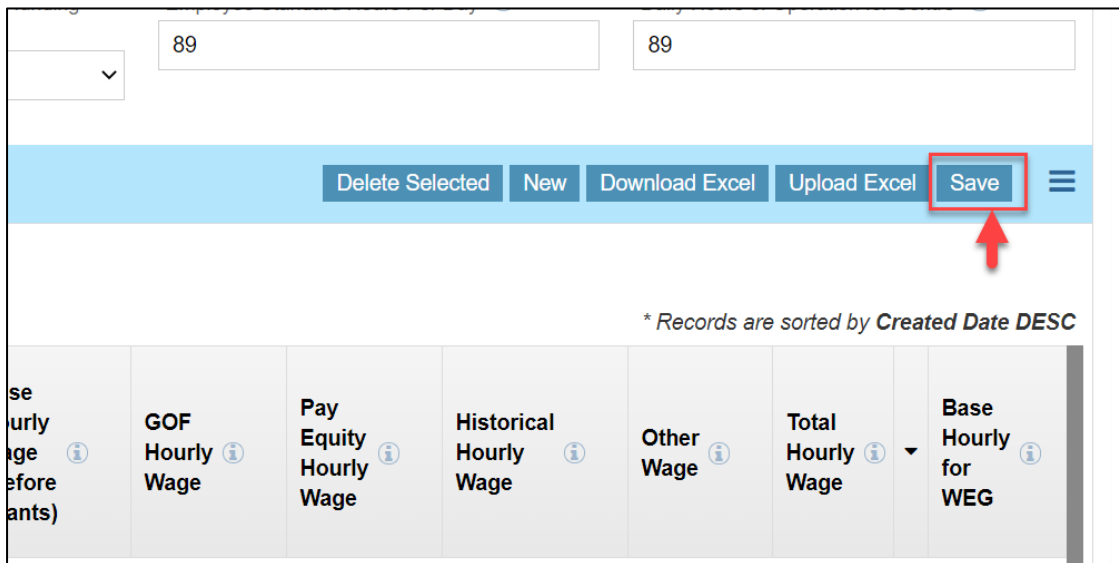 89
89
Delete Selected New Download Excel Upload Excel Save
* Records are sorted by Created Date DESC
GOF
Hourly
Wage
Pay
Equity
Hourly
Wage
Historical
Hourly
Wage
Other
Wage
Total
Hourly
Wage
Base
Hourly
for
WEG